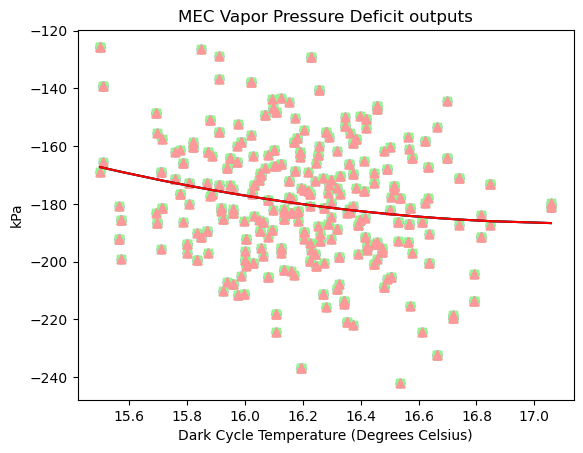 MEC Vapor Pressure Deficit outputs
−120
−140
−160
−180
−200
−220
−240
kPa
15.6 15.8 16.0 16.2 16.4 16.6 16.8 17.0
Dark Cycle Temperature (Degrees Celsius)